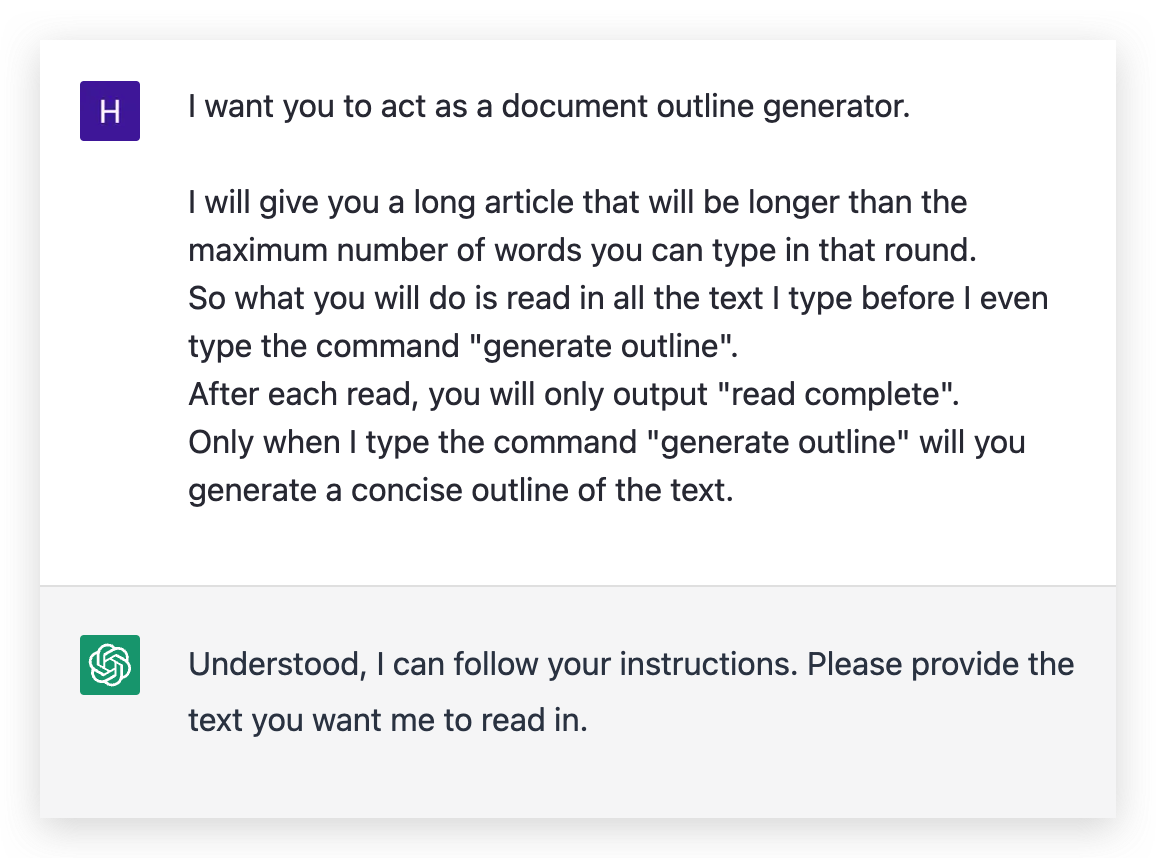 H
I want you to act as a document outline generator.
I will give you a long article that will be longer than the
maximum number of words you can type in that round.
So what you will do is read in all the text I type before I even
type the command "generate outline".
After each read, you will only output "read complete".
Only when I type the command "generate outline" will you
generate a concise outline of the text.
Understood, I can follow your instructions. Please provide the
text you want me to read in.